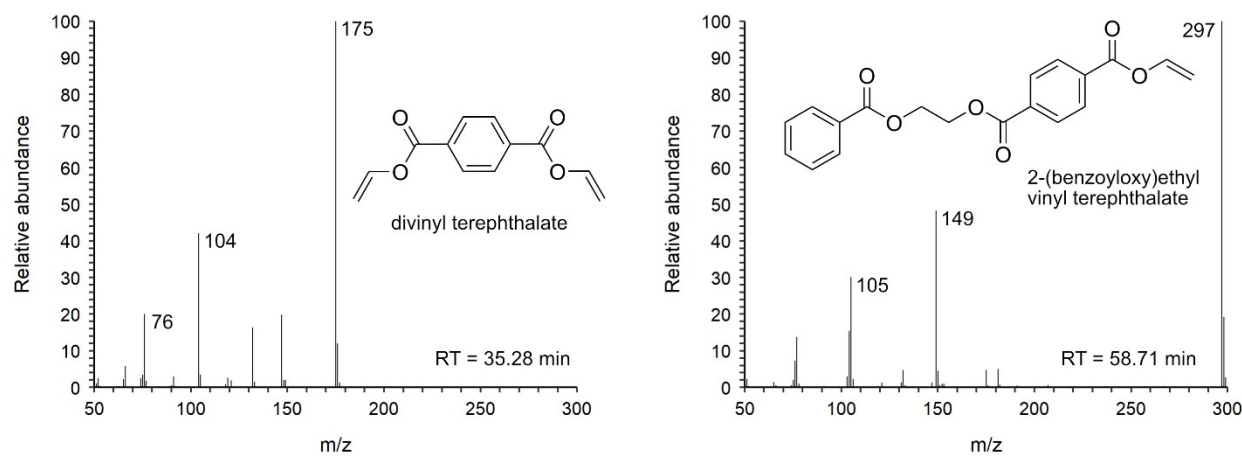 100
90
80
70
60
50
40
30
20
10
0
Relative abundance
175
104
76
O
O
O
O
divinyl terephthalate
RT = 35.28 min
50
100
150
200
250
300
m/z
100
90
80
70
60
50
40
30
20
10
0
Relative abundance
297
149
105
O
O
O
O
O
O
2-(benzoyloxy)ethyl
vinyl terephthalate
RT = 58.71 min
50
100
150
200
250
300
m/z